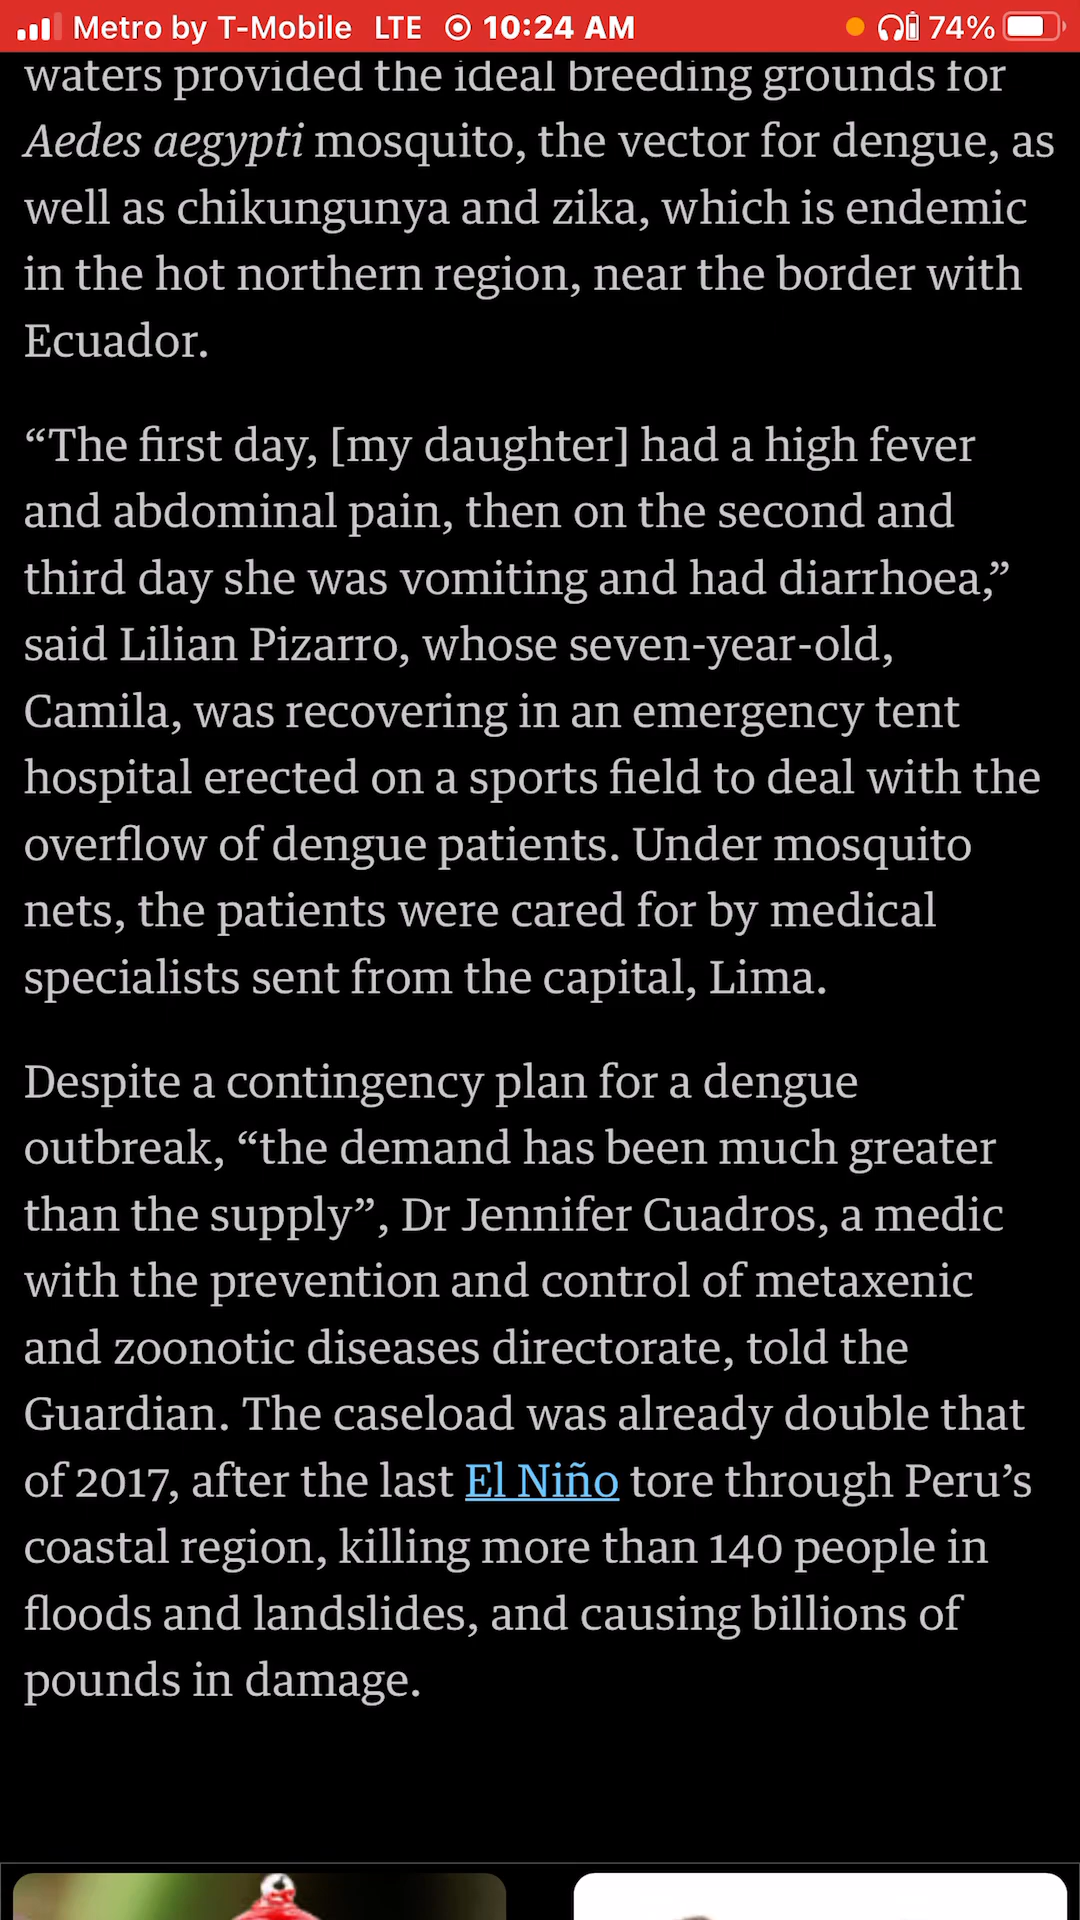 Metro by T-Mobile LTE 10:24 AM 74%
waters provided the ideal breeding grounds for
Aedes aegypti mosquito, the vector for dengue, as
well as chikungunya and zika, which is endemic
in the hot northern region, near the border with
Ecuador.
“The first day, [my daughter] had a high fever
and abdominal pain, then on the second and
third day she was vomiting and had diarrhoea,”
said Lilian Pizarro, whose seven-year-old,
Camila, was recovering in an emergency tent
hospital erected on a sports field to deal with the
overflow of dengue patients. Under mosquito
nets, the patients were cared for by medical
specialists sent from the capital, Lima.
Despite a contingency plan for a dengue
outbreak, “the demand has been much greater
than the supply”, Dr Jennifer Cuadros, a medic
with the prevention and control of metaxenic
and zoonotic diseases directorate, told the
Guardian. The caseload was already double that
of 2017, after the last El Niño tore through Peru’s
coastal region, killing more than 140 people in
floods and landslides, and causing billions of
pounds in damage.